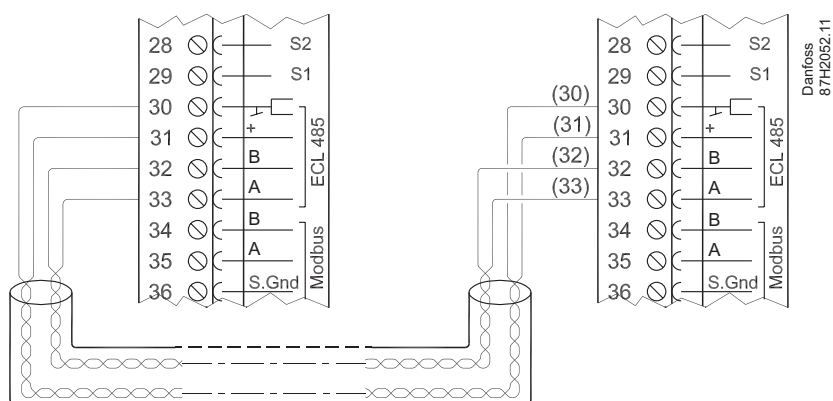 28 S2
29 S1
30
31 +
32 B
33 A
34 B
35 A
36 S.Gnd
ECL 485
Modbus
(30)
(31)
(32)
(33)
28 S2
29 S1
30
31 +
32 B
33 A
34 B
35 A
36 S.Gnd
ECL 485
Modbus
Danfoss
87H2052.11